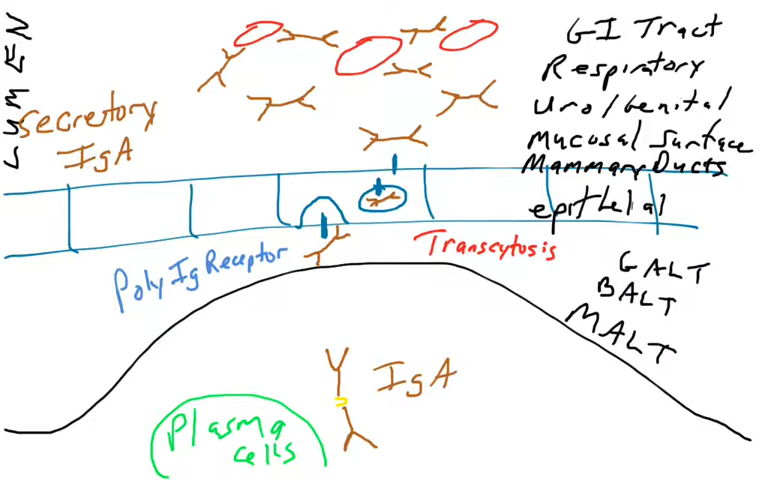 LUMEN
Secretory
IgA
GI Tract
Respiratory
Uro/Genital
Mucosal Surface
Mammary Ducts
epithelial
Poly Ig Receptor
Transcytosis
GALT
BALT
MALT
IgA
Plasma
cells